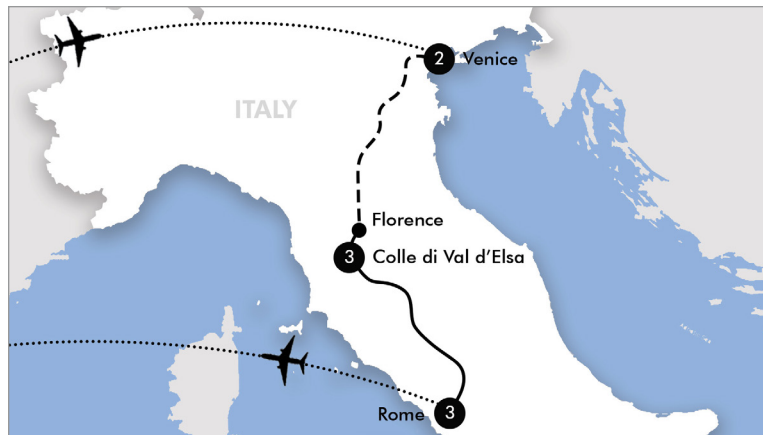 2 Venice
ITALY
Florence
3 Colle di Val d'Elsa
Rome 3